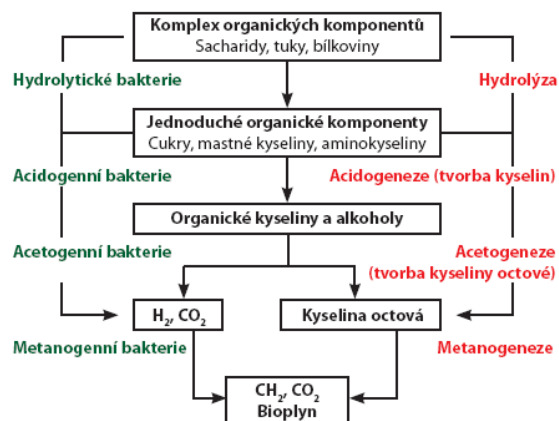 Komplex organických komponentů
Sacharidy, tuky, bílkoviny
Hydrolytické bakterie
Hydrolýza
Jednoduché organické komponenty
Cukry, mastné kyseliny, aminokyseliny
Acidogenní bakterie
Acidogeneze (tvorba kyselin)
Organické kyseliny a alkoholy
Acetogenní bakterie
Acetogeneze
(tvorba kyseliny octové)
H₂, CO₂
Kyselina octová
Metanogenní bakterie
Metanogeneze
CH₂, CO₂
Bioplyn